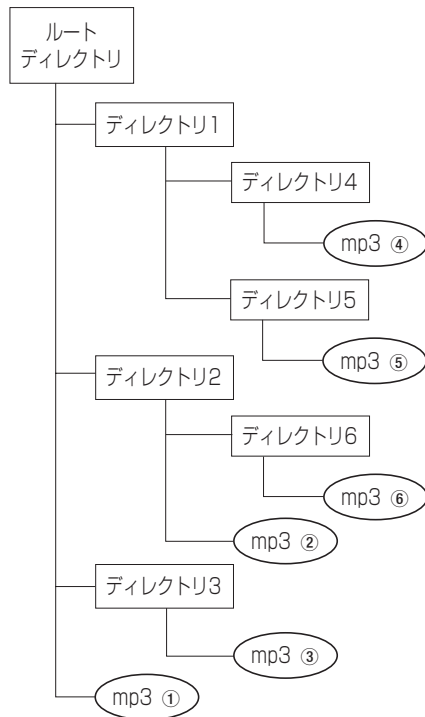 ルート
ディレクトリ
ディレクトリ1
ディレクトリ4
mp3 ④
ディレクトリ5
mp3 ⑤
ディレクトリ2
ディレクトリ6
mp3 ⑥
mp3 ②
ディレクトリ3
mp3 ③
mp3 ①